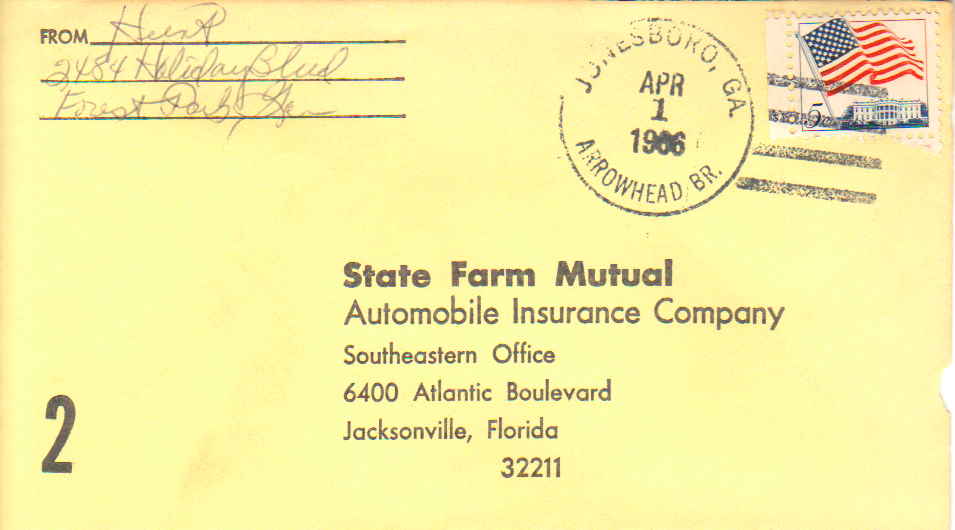 FROM Hunt
2484 Holiday Blvd
Forest Park, Ga
JONESBORO, GA.
APR
1
1966
ARROWHEAD BR.
5c
State Farm Mutual
Automobile Insurance Company
Southeastern Office
6400 Atlantic Boulevard
Jacksonville, Florida
32211
2